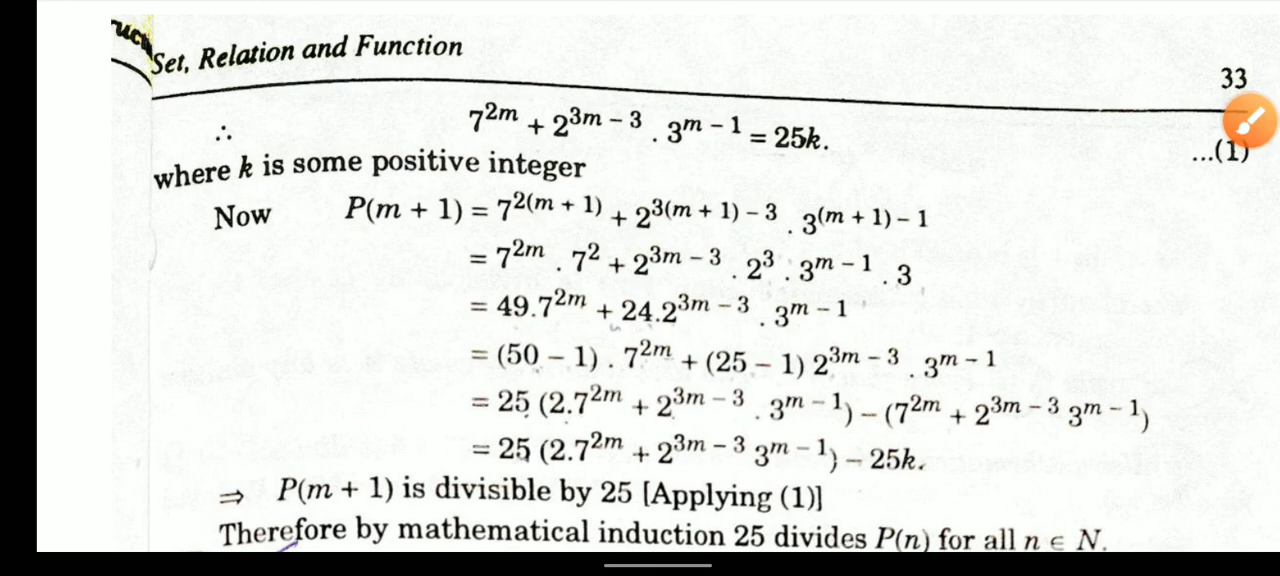 Set, Relation and Function
33
∴ 7^{2m} + 2^{3m – 3} . 3^{m – 1} = 25k. ...(1)
where k is some positive integer
Now P(m + 1) = 7^{2(m + 1)} + 2^{3(m + 1) – 3} . 3^{(m + 1) – 1}
= 7^{2m} . 7^2 + 2^{3m – 3} . 2^3 . 3^{m – 1} . 3
= 49.7^{2m} + 24.2^{3m – 3} . 3^{m – 1}
= (50 – 1) . 7^{2m} + (25 – 1) 2^{3m – 3} . 3^{m – 1}
= 25 (2.7^{2m} + 2^{3m – 3} . 3^{m – 1}) – (7^{2m} + 2^{3m – 3} 3^{m – 1})
= 25 (2.7^{2m} + 2^{3m – 3} 3^{m – 1}) – 25k.
⇒ P(m + 1) is divisible by 25 [Applying (1)]
Therefore by mathematical induction 25 divides P(n) for all n ∈ N.